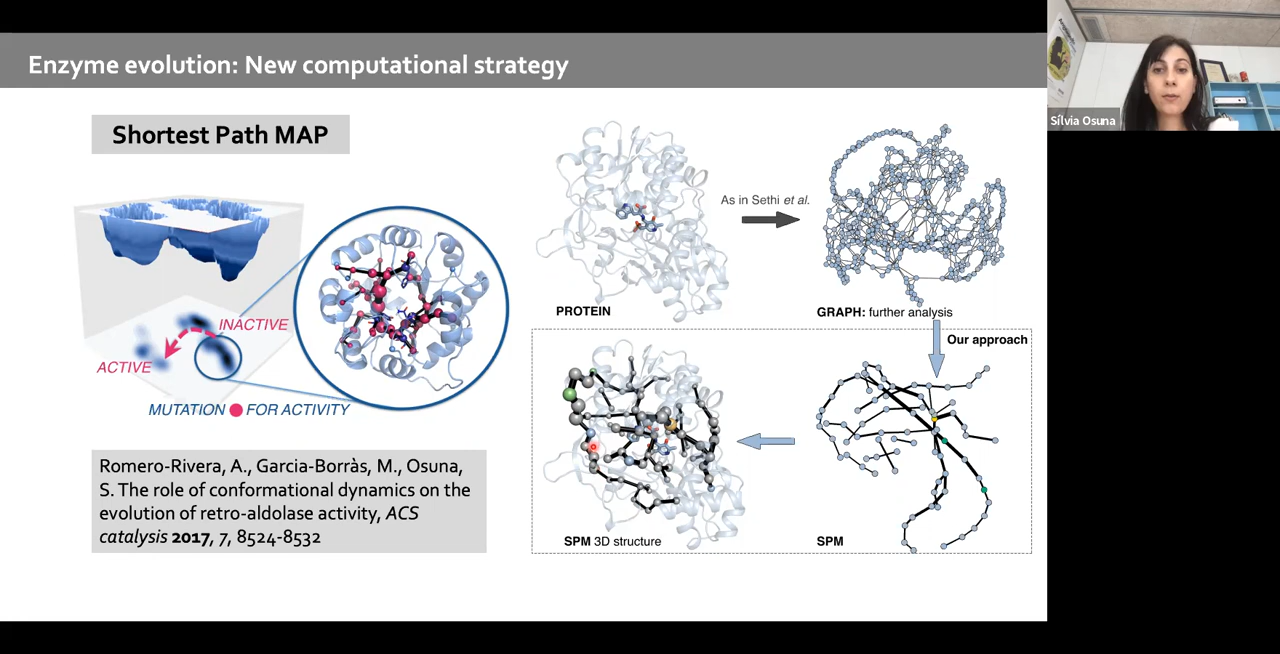 Enzyme evolution: New computational strategy
Shortest Path MAP
INACTIVE
ACTIVE
MUTATION FOR ACTIVITY
Romero-Rivera, A., Garcia-Borràs, M., Osuna,
S. The role of conformational dynamics on the
evolution of retro-aldolase activity, ACS
catalysis 2017, 7, 8524-8532
As in Sethi et al.
PROTEIN
GRAPH: further analysis
Our approach
SPM 3D structure
SPM
Sílvia Osuna